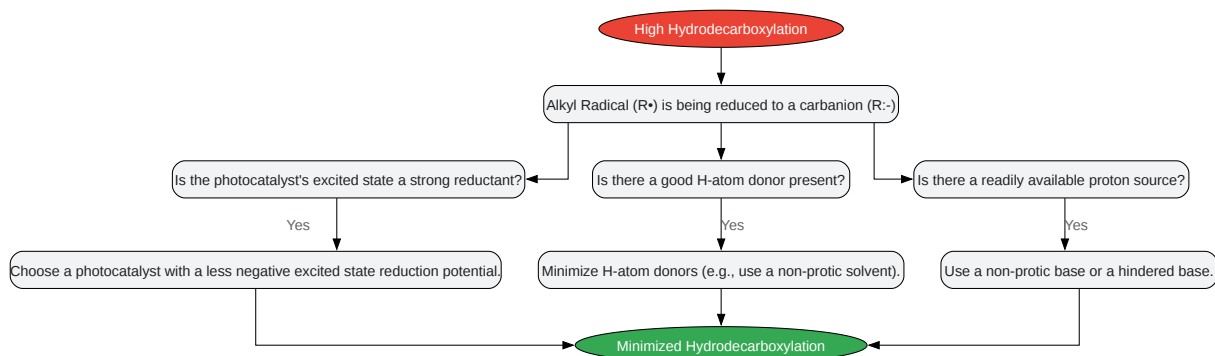 High Hydrodecarboxylation
Alkyl Radical (R•) is being reduced to a carbanion (R:-)
Is the photocatalyst's excited state a strong reductant?
Is there a good H-atom donor present?
Is there a readily available proton source?
Yes
Yes
Yes
Choose a photocatalyst with a less negative excited state reduction potential.
Minimize H-atom donors (e.g., use a non-protic solvent).
Use a non-protic base or a hindered base.
Minimized Hydrodecarboxylation